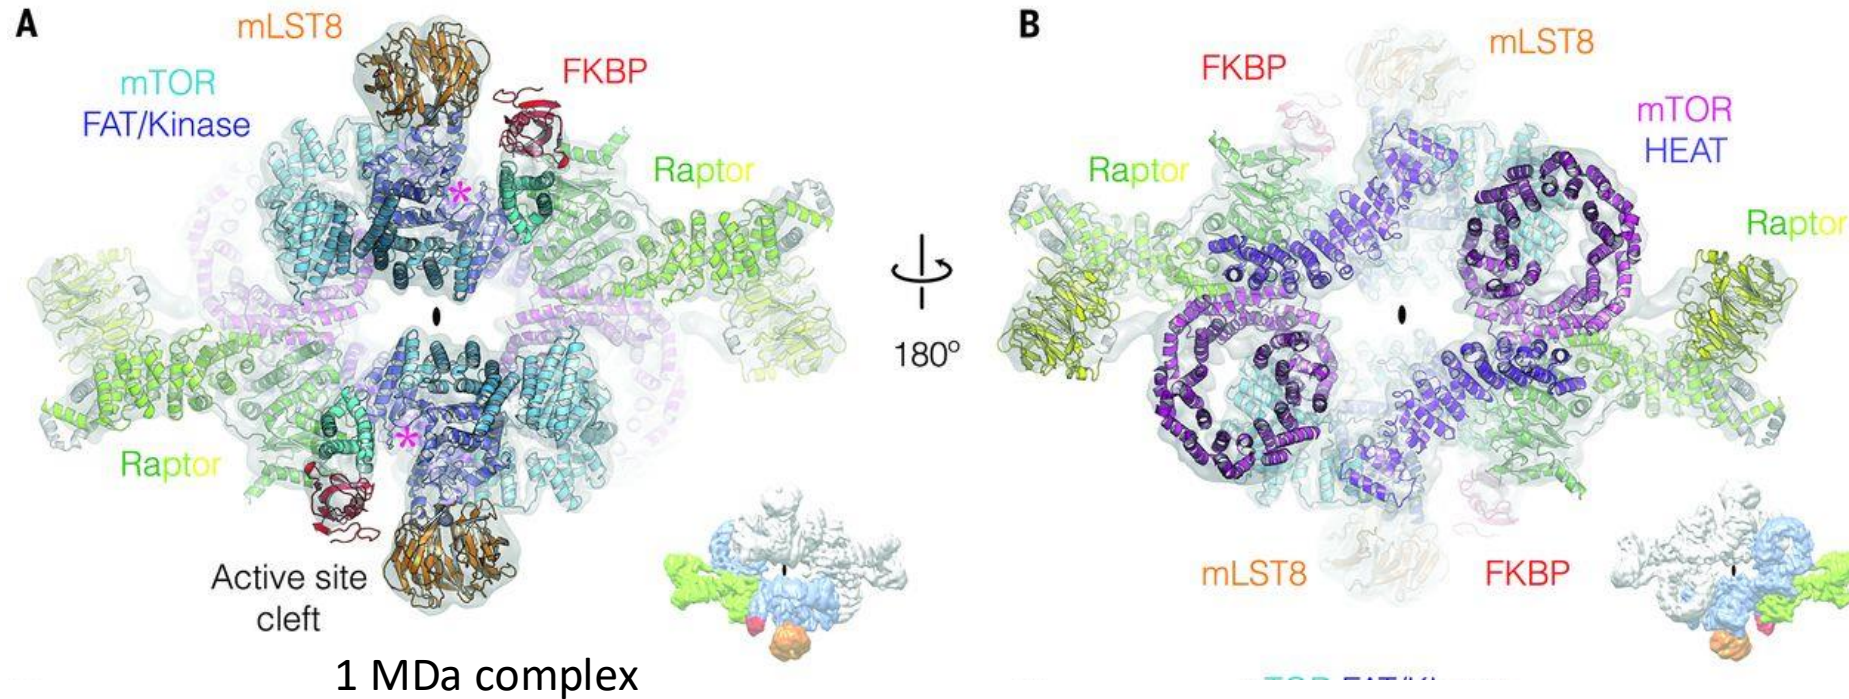 A
mLST8
mTOR
FAT/Kinase
FKBP
Raptor
*
*
Raptor
Active site
cleft
1 MDa complex
180º
B
FKBP
mLST8
mTOR
HEAT
Raptor
Raptor
mLST8
FKBP